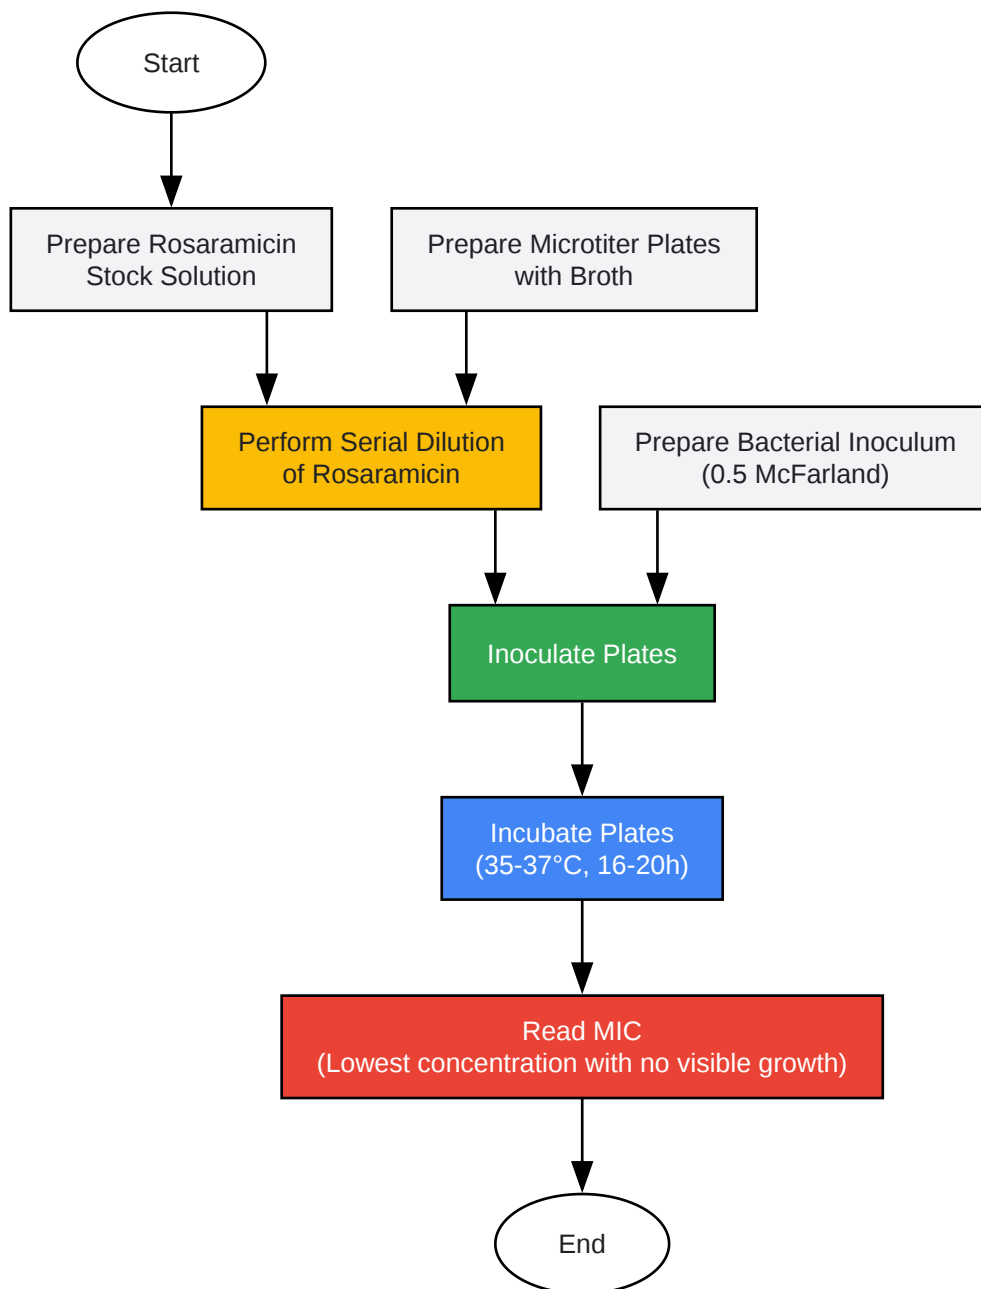 Start
Prepare Rosaramicin
Stock Solution
Prepare Microtiter Plates
with Broth
Perform Serial Dilution
of Rosaramicin
Prepare Bacterial Inoculum
(0.5 McFarland)
Inoculate Plates
Incubate Plates
(35-37°C, 16-20h)
Read MIC
(Lowest concentration with no visible growth)
End